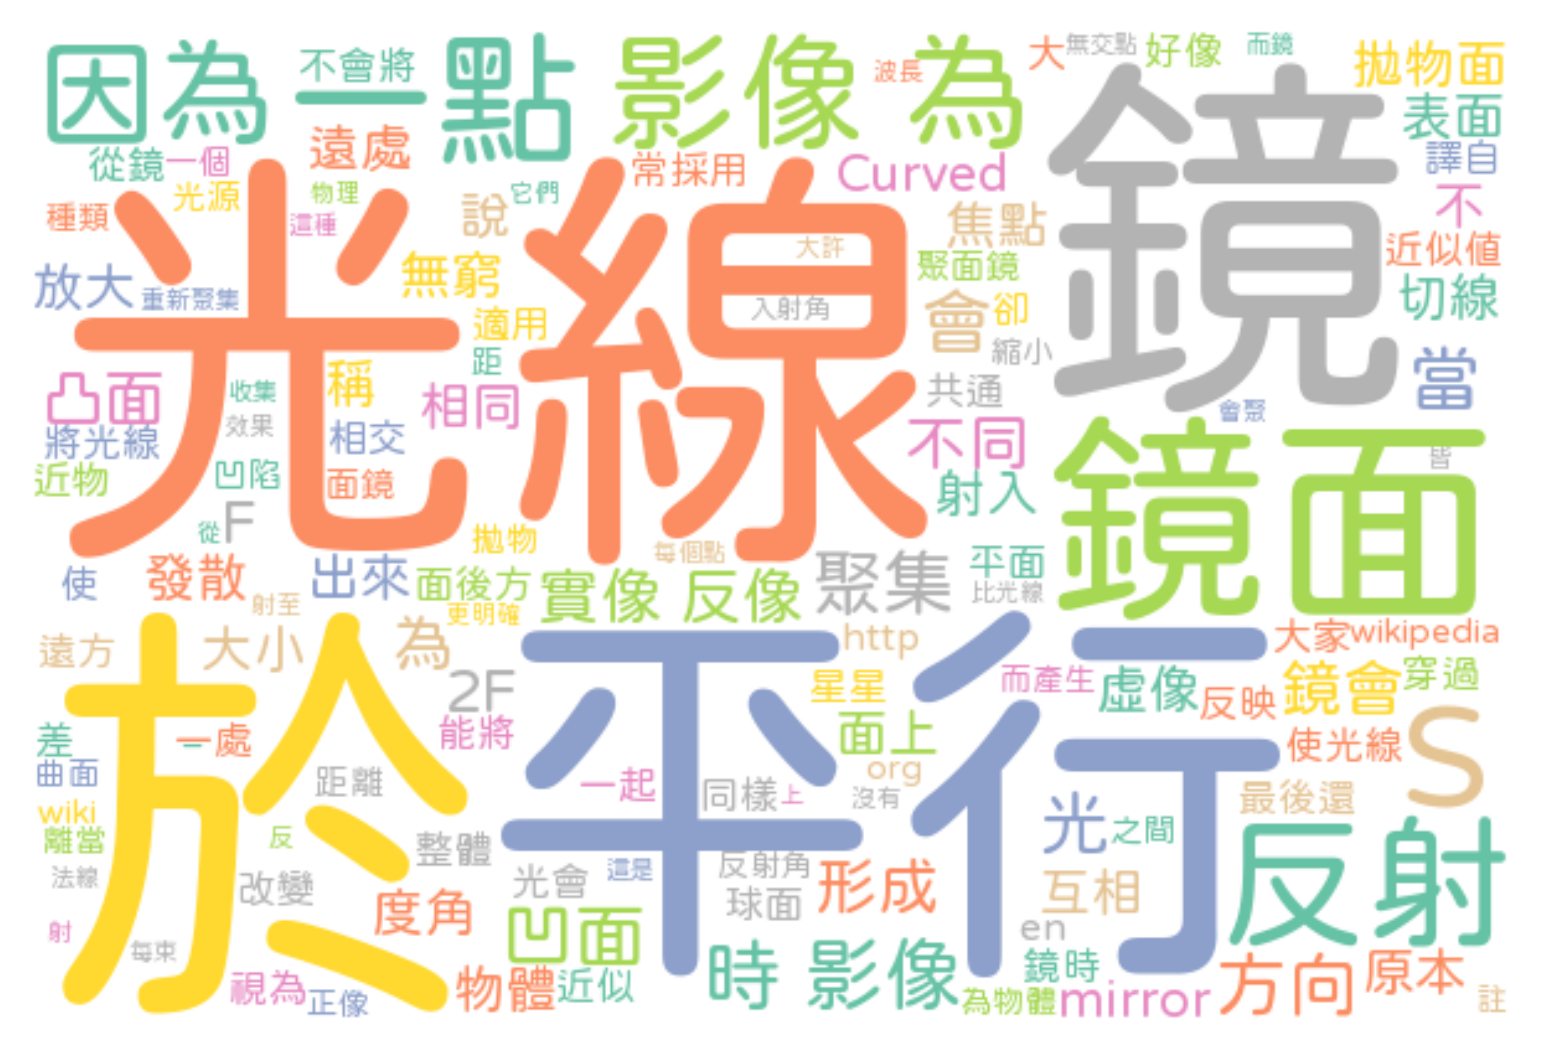 因為
一點
影像
為
鏡
光線
鏡面
於
平行
反射
S
不會將
大
無交點
好像
而鏡
拋物面
波長
表面
譯自
從鏡
一個
遠處
常採用
Curved
光源
物理
它們
說
焦點
不
種類
這種
大許
近似值
聚面鏡
放大
重新聚集
無窮
入射角
會
卻
切線
適用
縮小
距
當
凸面
收集
稱
相同
共通
會聚
效果
將光線
相交
不同
皆
近物
凹陷
面鏡
射入
從
F
拋物
每個點
平面
使
發散
出來
面後方
實像
反像
聚集
比光線
射至
更明確
遠方
大小
為
http
大家
wikipedia
2F
星星
而產生
虛像
反映
鏡會
穿過
差
一處
能將
面上
使光線
曲面
距離
一起
同樣
上
org
沒有
最後還
wiki
離當
反
整體
光
之間
法線
改變
光會
這是
反射角
形成
互相
度角
球面
射
每束
凹面
en
時
影像
鏡時
方向
原本
視為
正像
物體
近似
為物體
mirror
註